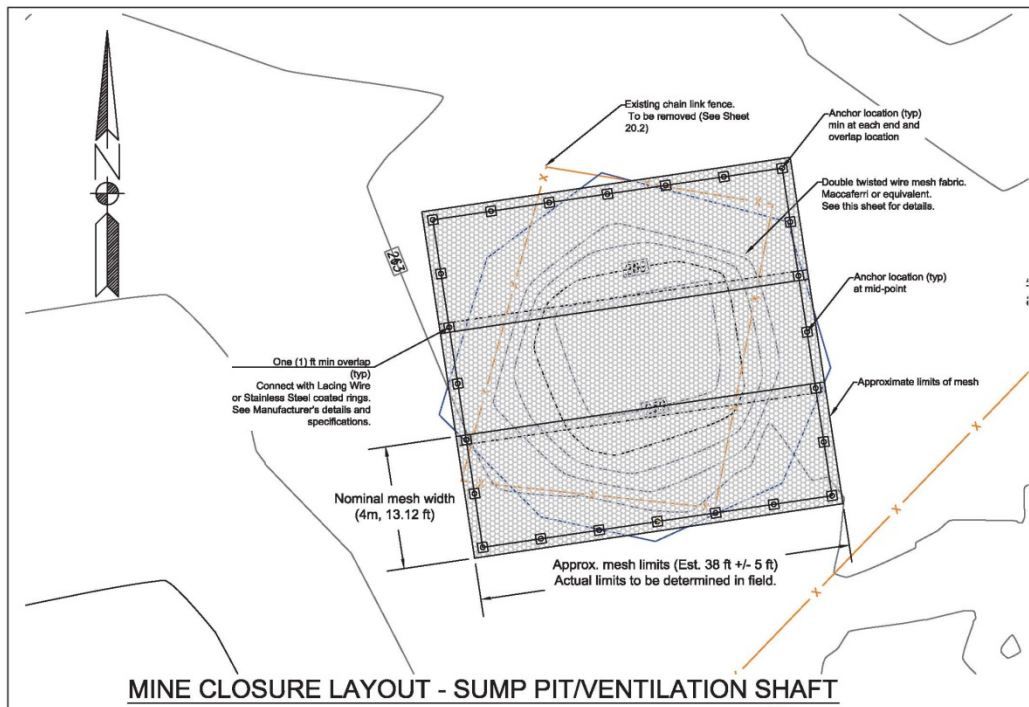 Existing chain link fence.
To be removed (See Sheet
20.2)
Anchor location (typ)
min at each end and
overlap location
Double twisted wire mesh fabric.
Maccaferri or equivalent.
See this sheet for details.
N
263
Anchor location (typ)
at mid-point
One (1) ft min overlap
(typ)
Connect with Lacing Wire
or Stainless Steel coated rings.
See Manufacturer's details and
specifications.
Approximate limits of mesh
Nominal mesh width
(4m, 13.12 ft)
Approx. mesh limits (Est. 38 ft +/- 5 ft)
Actual limits to be determined in field.
MINE CLOSURE LAYOUT - SUMP PIT/VENTILATION SHAFT